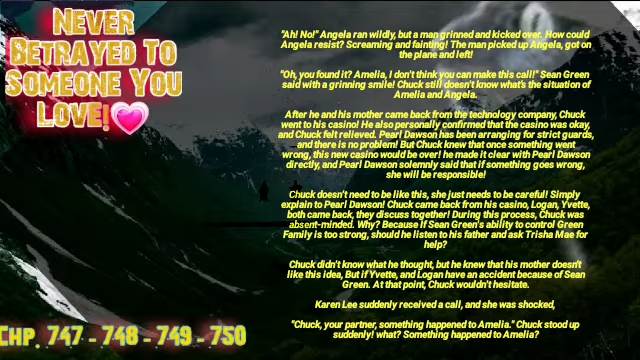 NEVER
BETRAYED TO
SOMEONE YOU
LOVE!
"Ah! No!" Angela ran wildly, but a man grinned and kicked over. How could
Angela resist? Screaming and fainting! The man picked up Angela, got on
the plane and left!
"Oh, you found it? Amelia, I don't think you can make this call!" Sean Green
said with a grinning smile! Chuck still doesn't know what's the situation of
Amelia and Angela.
After he and his mother came back from the technology company, Chuck
went to his casino! He also personally confirmed that the casino was okay,
and Chuck felt relieved. Pearl Dawson has been arranging for strict guards,
and there is no problem! But Chuck knew that once something went
wrong, this new casino would be over! he made it clear with Pearl Dawson
directly, and Pearl Dawson solemnly said that if something goes wrong,
she will be responsible!
Chuck doesn't need to be like this, she just needs to be careful! Simply
explain to Pearl Dawson! Chuck came back from his casino, Logan, Yvette,
both came back, they discuss together! During this process, Chuck was
absent-minded. Why? Because If Sean Green's ability to control Green
Family is too strong, should he listen to his father and ask Trisha Mae for
help?
Chuck didn't know what he thought, but he knew that his mother doesn't
like this idea, But if Yvette, and Logan have an accident because of Sean
Green. At that point, Chuck wouldn't hesitate.
Karen Lee suddenly received a call, and she was shocked,
"Chuck, your partner, something happened to Amelia." Chuck stood up
suddenly! what? Something happened to Amelia?
CHP. 747 - 748 - 749 - 750